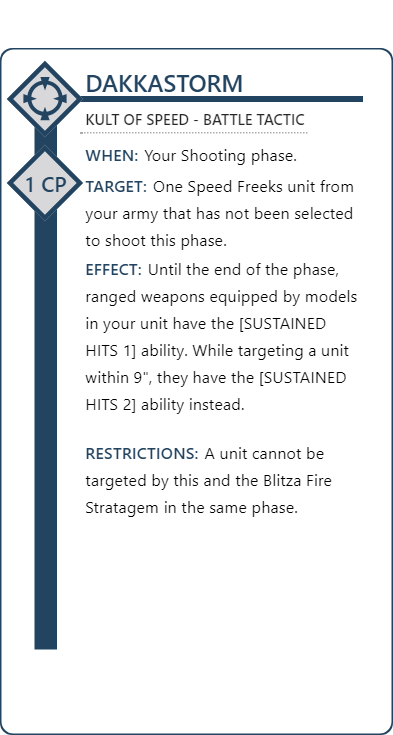 DAKKASTORM
KULT OF SPEED - BATTLE TACTIC
WHEN: Your Shooting phase.
1 CP
TARGET: One Speed Freeks unit from
your army that has not been selected
to shoot this phase.
EFFECT: Until the end of the phase,
ranged weapons equipped by models
in your unit have the [SUSTAINED
HITS 1] ability. While targeting a unit
within 9", they have the [SUSTAINED
HITS 2] ability instead.
RESTRICTIONS: A unit cannot be
targeted by this and the Blitza Fire
Stratagem in the same phase.